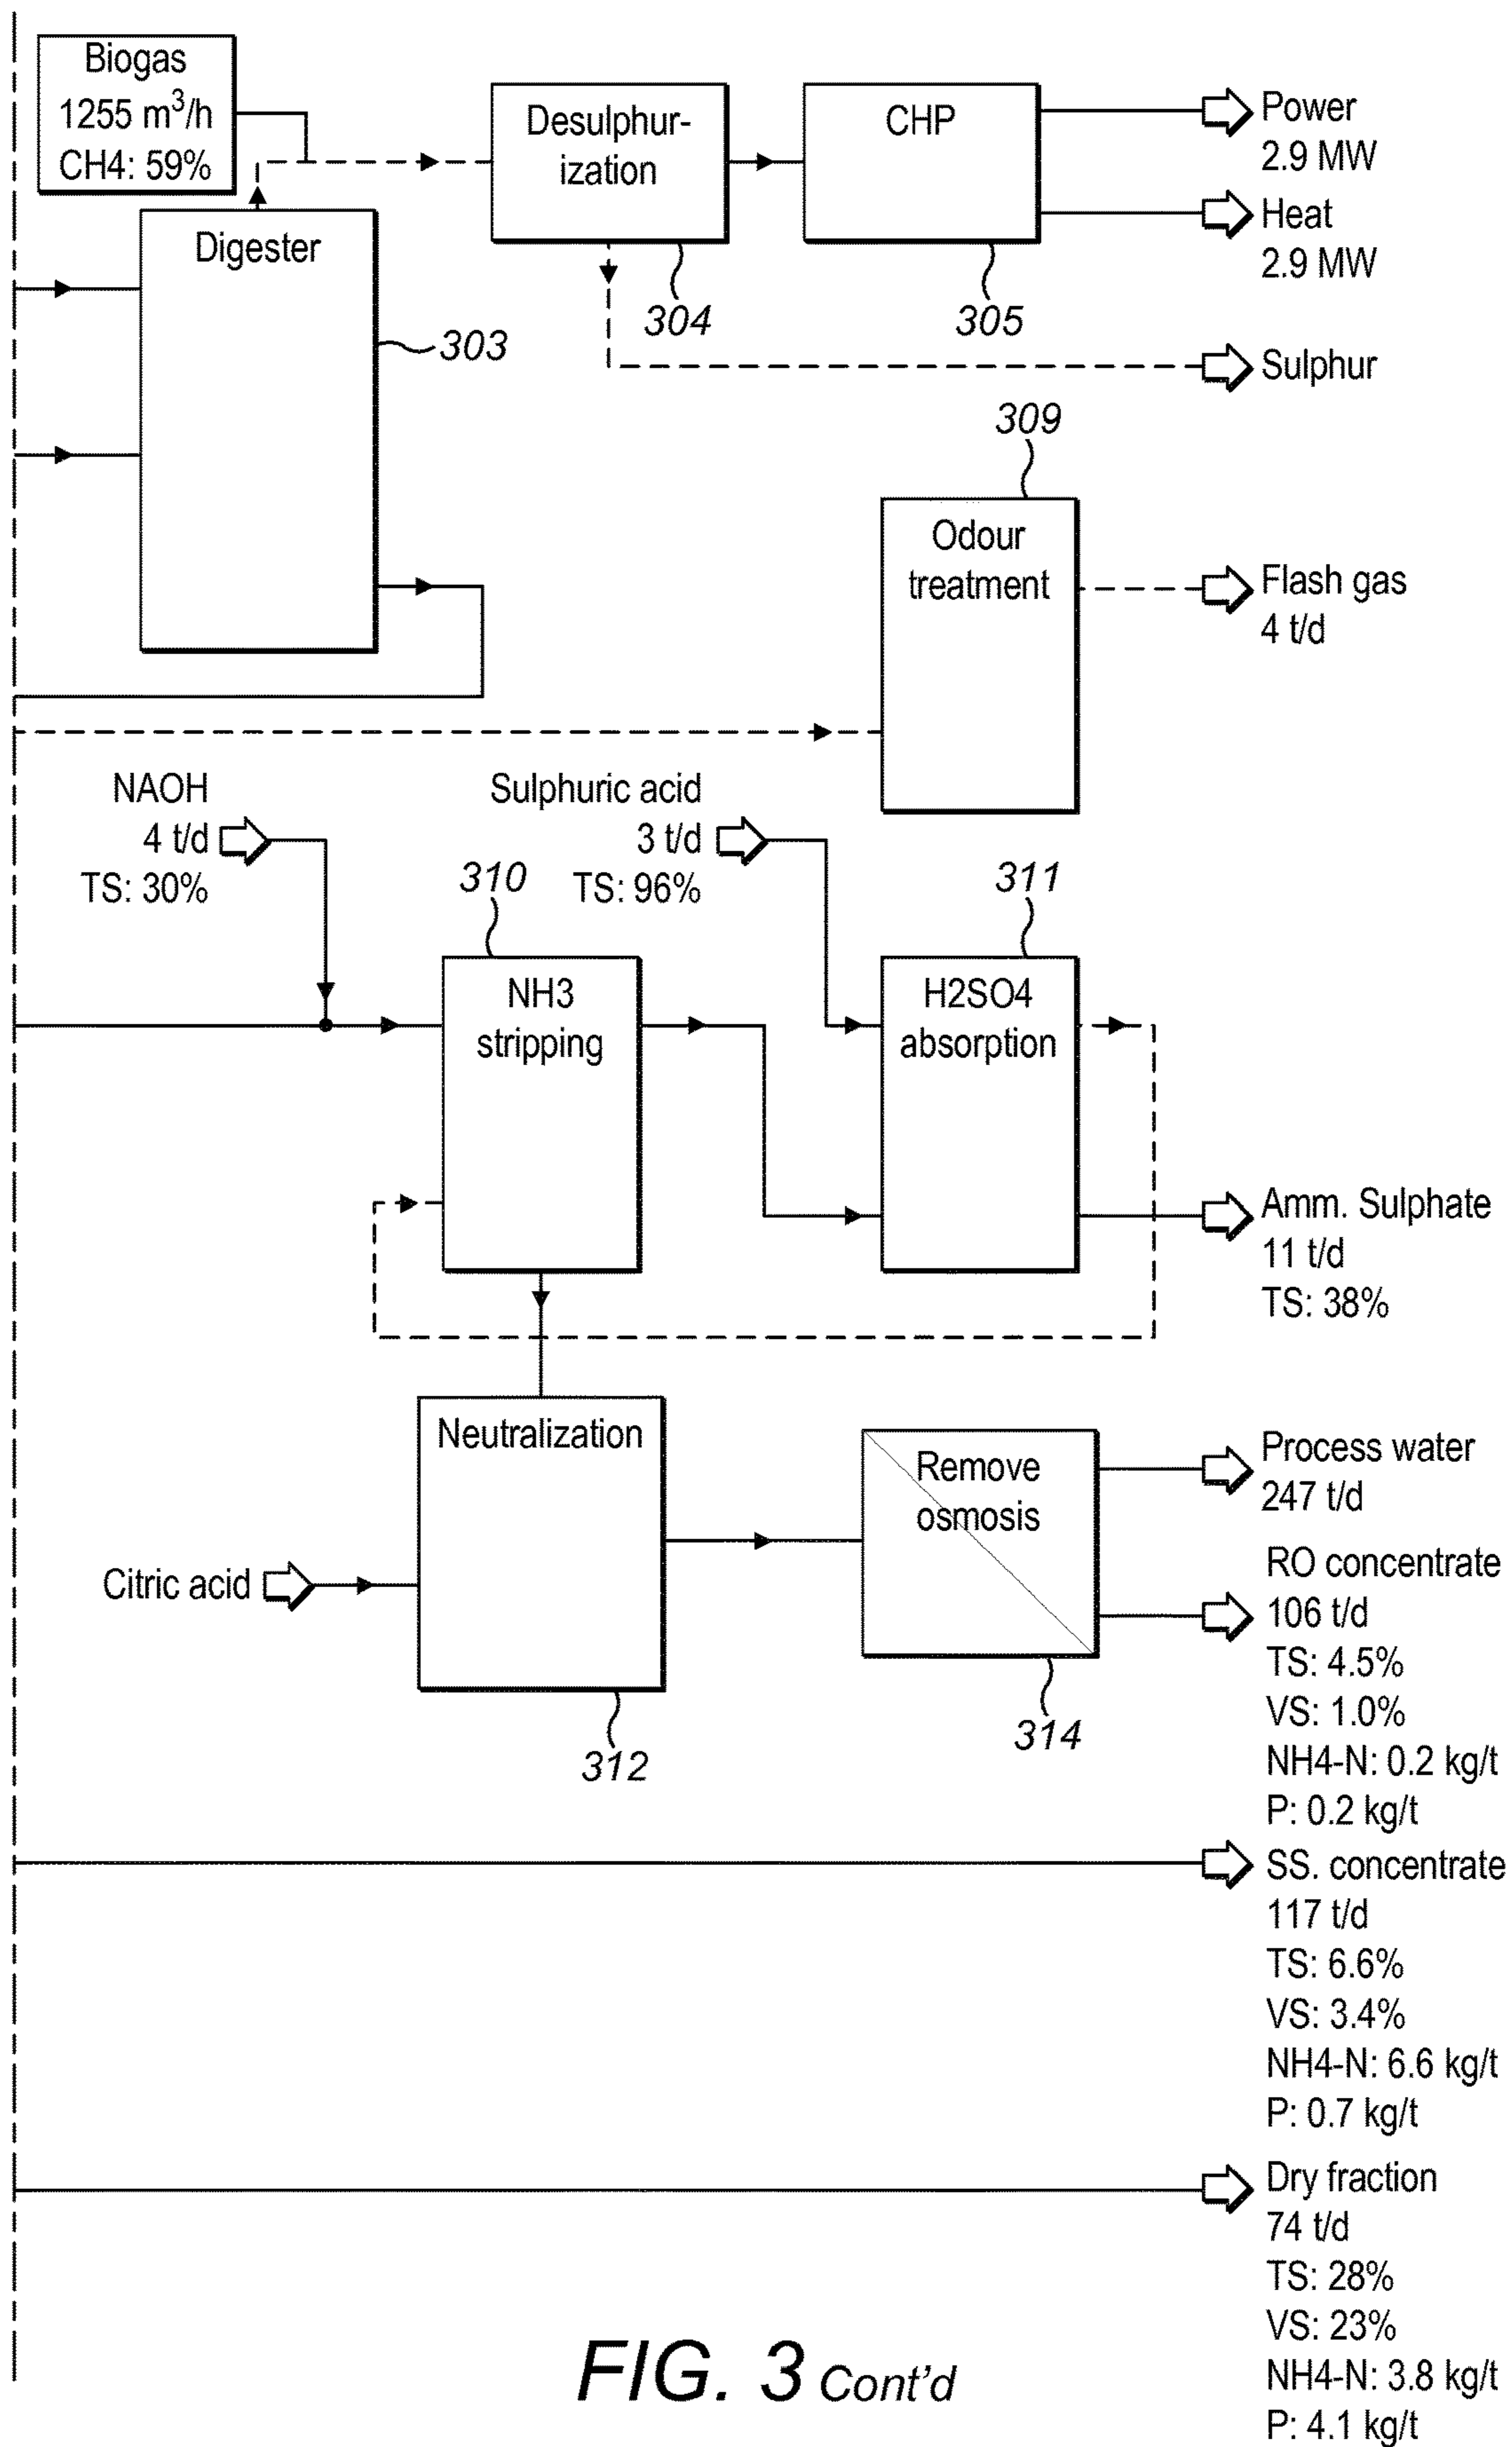 Biogas
1255 m³/h
CH4: 59%
Desulphur-
ization
CHP
Power
2.9 MW
Heat
2.9 MW
Digester
304
305
303
Sulphur
309
Odour
treatment
Flash gas
4 t/d
NAOH
4 t/d
TS: 30%
Sulphuric acid
3 t/d
TS: 96%
310
311
NH3
stripping
H2SO4
absorption
Amm. Sulphate
11 t/d
TS: 38%
Neutralization
Remove
osmosis
Process water
247 t/d
Citric acid
RO concentrate
106 t/d
TS: 4.5%
VS: 1.0%
NH4-N: 0.2 kg/t
P: 0.2 kg/t
314
312
SS. concentrate
117 t/d
TS: 6.6%
VS: 3.4%
NH4-N: 6.6 kg/t
P: 0.7 kg/t
Dry fraction
74 t/d
TS: 28%
VS: 23%
NH4-N: 3.8 kg/t
P: 4.1 kg/t
FIG. 3 Cont'd